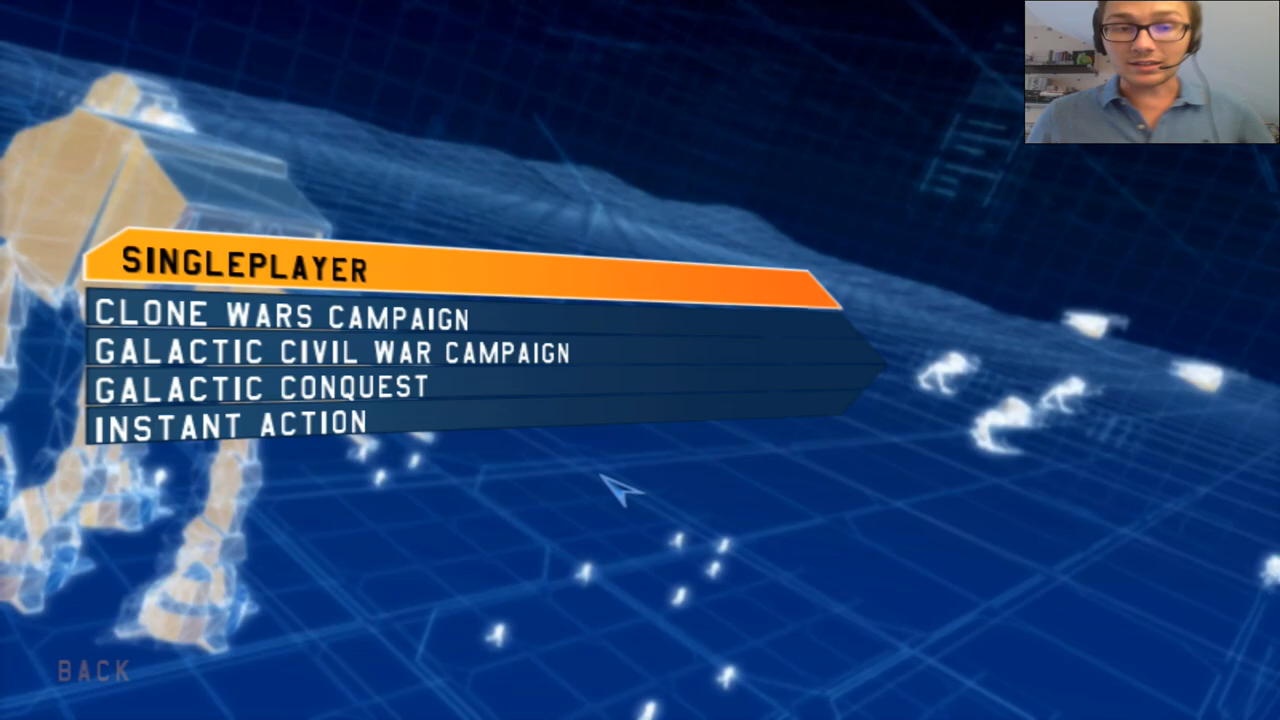 SINGLEPLAYER
CLONE WARS CAMPAIGN
GALACTIC CIVIL WAR CAMPAIGN
GALACTIC CONQUEST
INSTANT ACTION
BACK